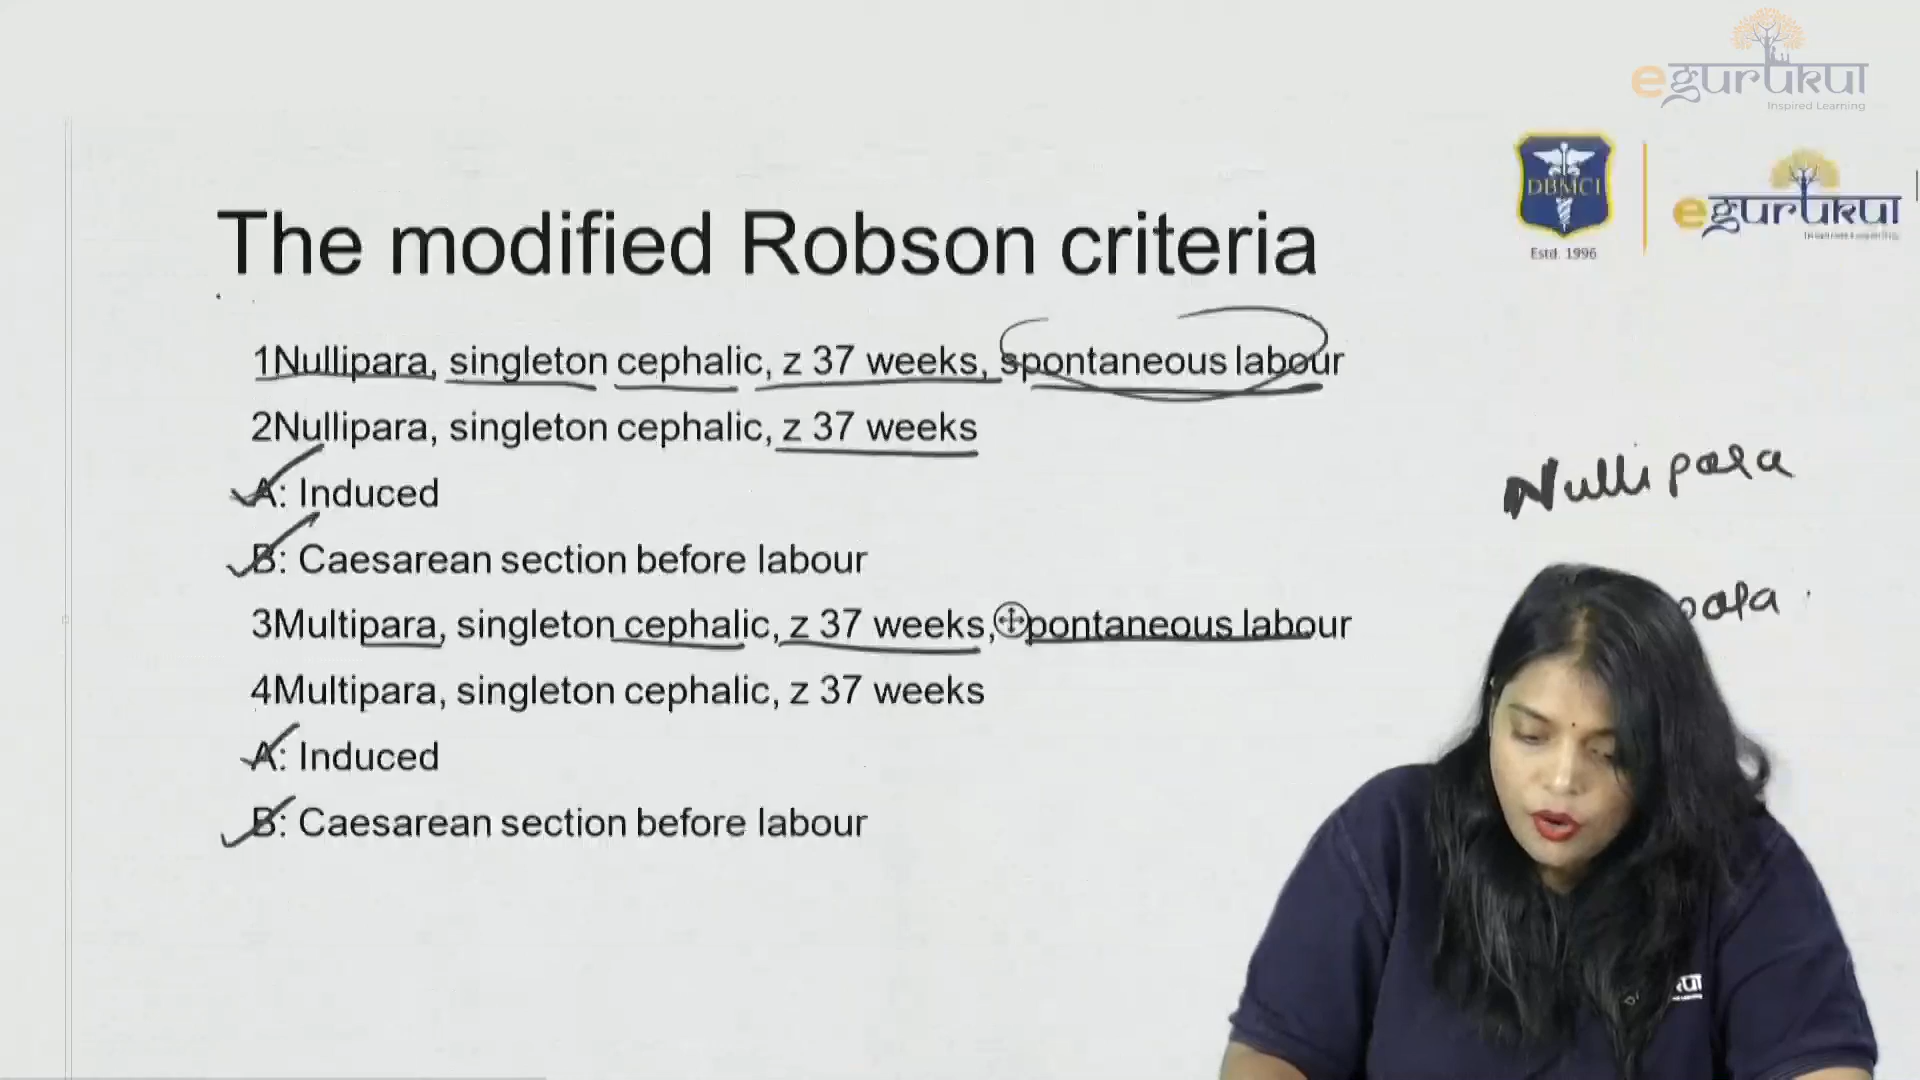 egurukul
Inspired Learning
DBMCI
Estd. 1996
egurukul
The modified Robson criteria
1Nullipara, singleton cephalic, z 37 weeks, spontaneous labour
2Nullipara, singleton cephalic, z 37 weeks
A: Induced
B: Caesarean section before labour
3Multipara, singleton cephalic, z 37 weeks, spontaneous labour
4Multipara, singleton cephalic, z 37 weeks
A: Induced
B: Caesarean section before labour
Nullipara
para